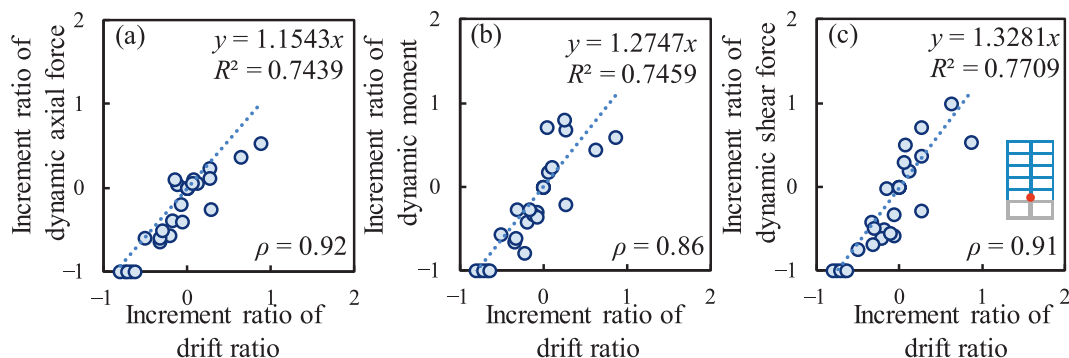 Increment ratio of
dynamic axial force
2
1
0
−1
(a)
y = 1.1543x
R² = 0.7439
ρ = 0.92
−1
0
1
2
Increment ratio of
drift ratio
Increment ratio of
dynamic moment
2
1
0
−1
(b)
y = 1.2747x
R² = 0.7459
ρ = 0.86
−1
0
1
2
Increment ratio of
drift ratio
Increment ratio of
dynamic shear force
2
1
0
−1
(c)
y = 1.3281x
R² = 0.7709
ρ = 0.91
−1
0
1
2
Increment ratio of
drift ratio